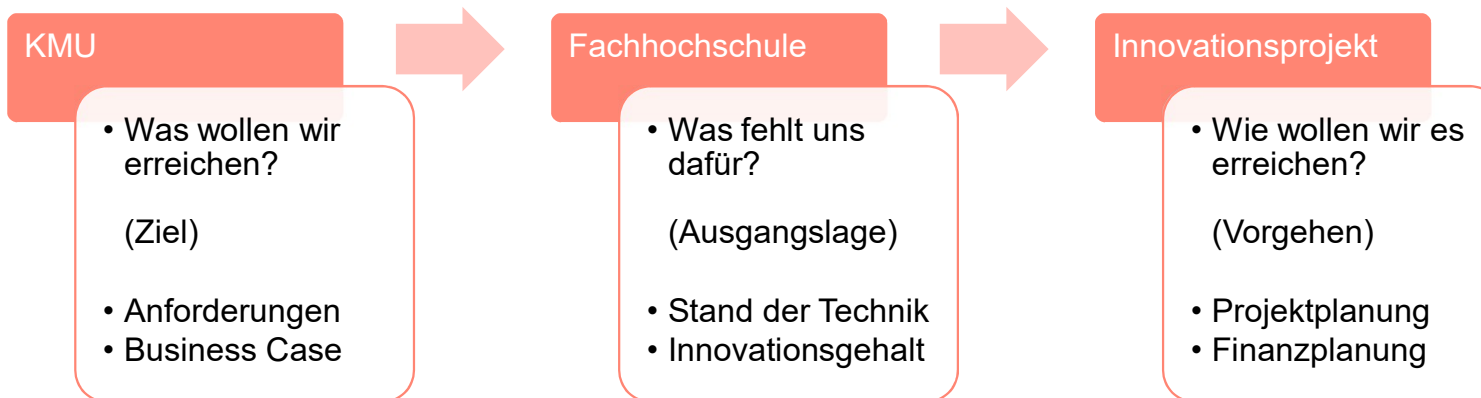 KMU
• Was wollen wir
erreichen?
(Ziel)
• Anforderungen
• Business Case
Fachhochschule
• Was fehlt uns
dafür?
(Ausgangslage)
• Stand der Technik
• Innovationsgehalt
Innovationsprojekt
• Wie wollen wir es
erreichen?
(Vorgehen)
• Projektplanung
• Finanzplanung